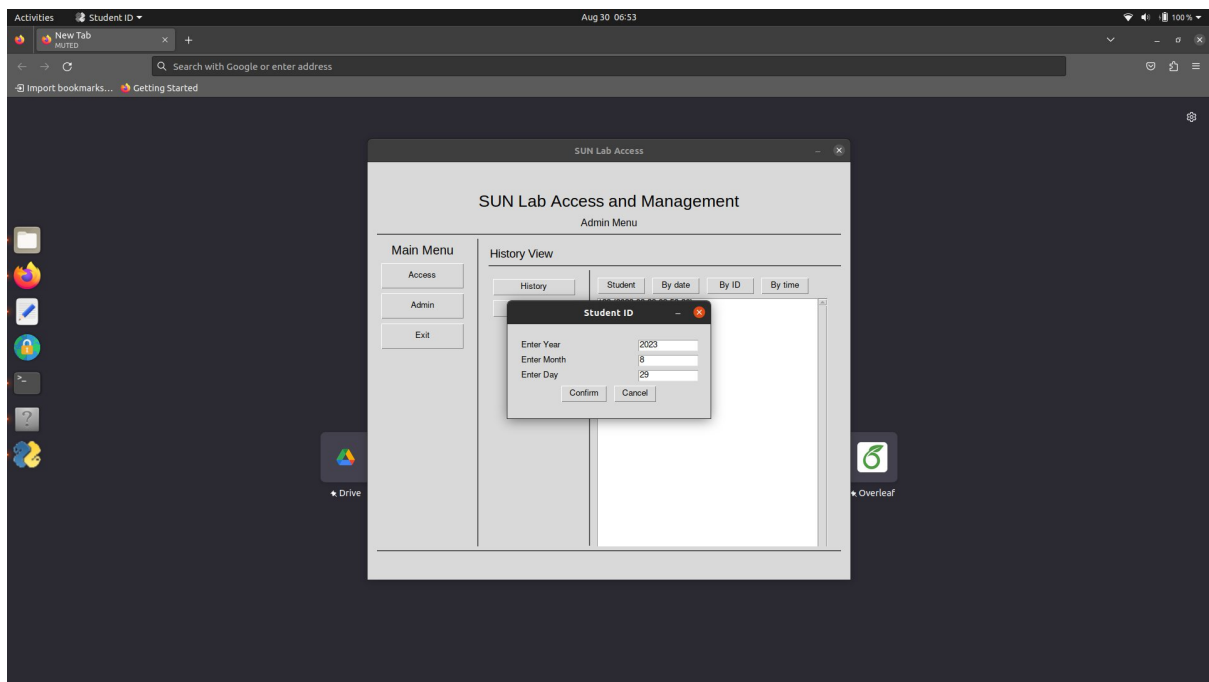 Activities Student ID Aug 30 06:53 100 %
New Tab
MUTED
Search with Google or enter address
Import bookmarks... Getting Started
SUN Lab Access
SUN Lab Access and Management
Admin Menu
Main Menu
Access
Admin
Exit
History View
History
Student By date By ID By time
Student ID
Enter Year 2023
Enter Month 8
Enter Day 29
Confirm Cancel
Drive
Overleaf